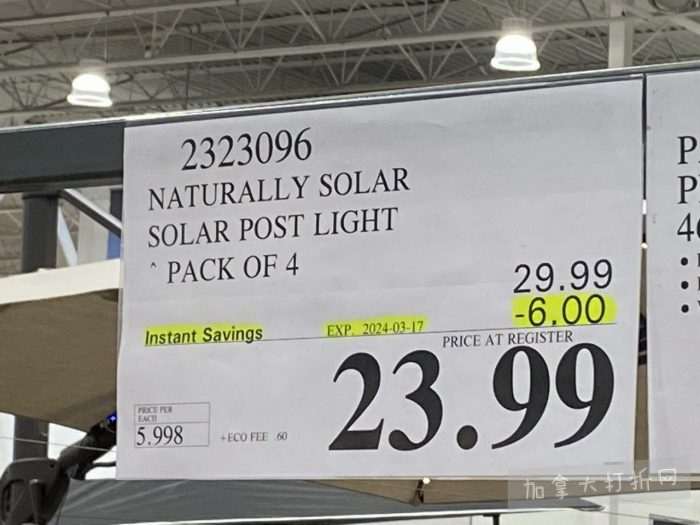 2323096
NATURALLY SOLAR
SOLAR POST LIGHT
^ PACK OF 4
29.99
-6.00
Instant Savings
EXP. 2024-03-17
PRICE AT REGISTER
23.99
PRICE PER
EACH
5.998
+ECO FEE .60
P
P
加拿大打折网